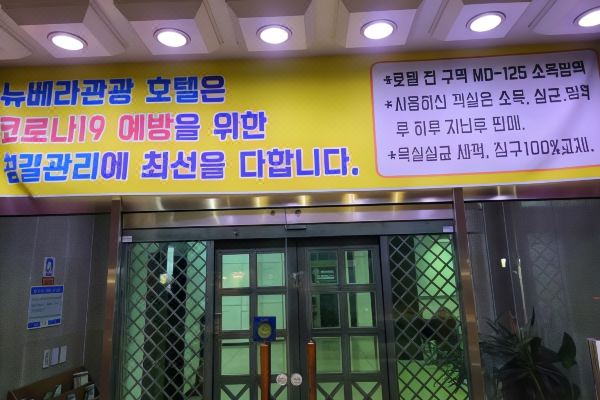 뉴베라관광 호텔은
코로나19 예방을 위한
청결관리에 최선을 다합니다.
*호텔 전 구역 MD-125 소독방역
*사용하신 객실은 소독, 살균, 방역
후 하루 지난후 판매.
*욕실살균 세척, 침구100%교체.